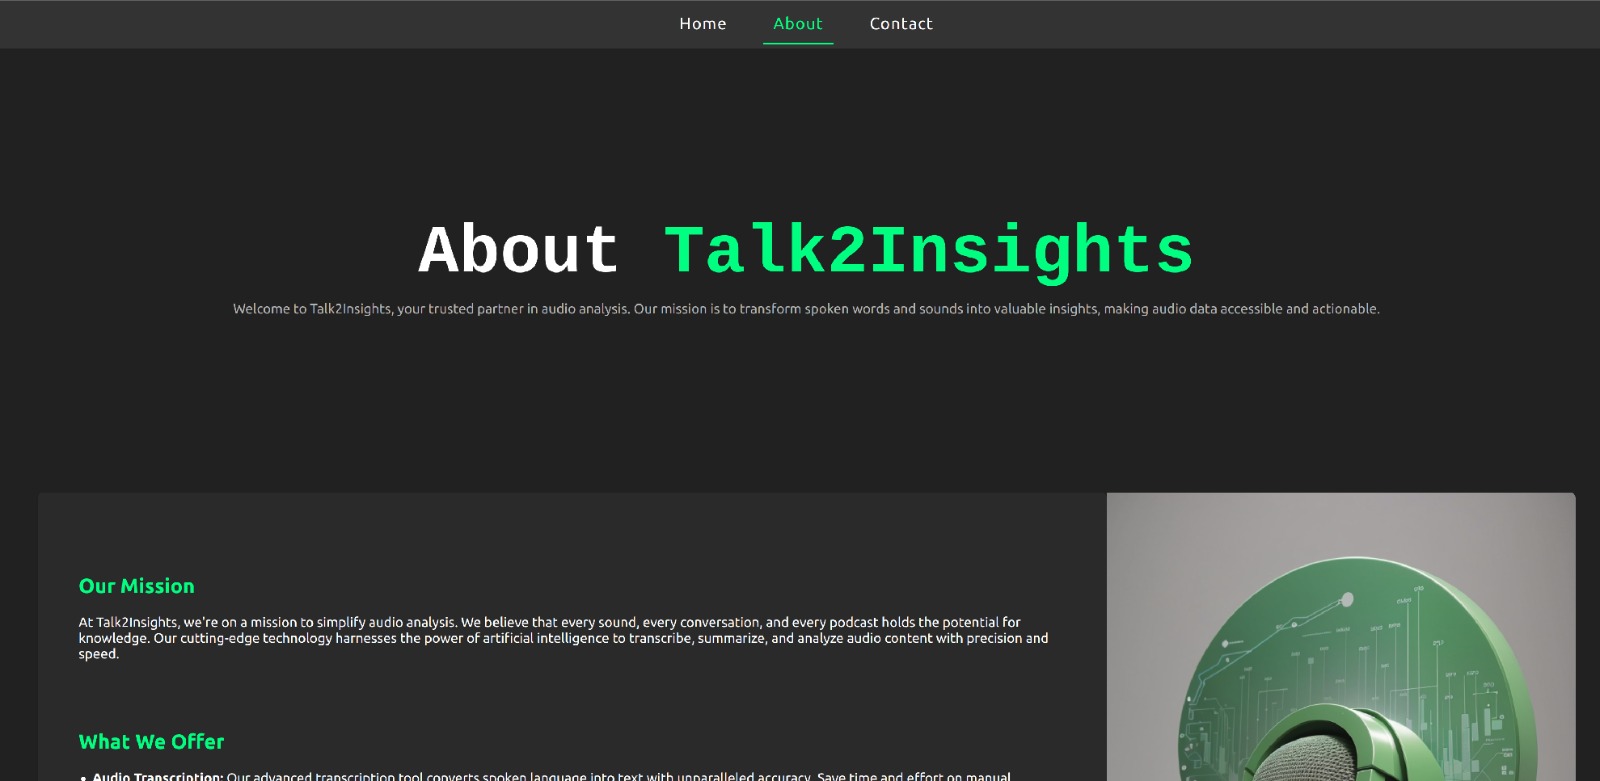 Home About Contact
About Talk2Insights
Welcome to Talk2Insights, your trusted partner in audio analysis. Our mission is to transform spoken words and sounds into valuable insights, making audio data accessible and actionable.
Our Mission
At Talk2Insights, we're on a mission to simplify audio analysis. We believe that every sound, every conversation, and every podcast holds the potential for
knowledge. Our cutting-edge technology harnesses the power of artificial intelligence to transcribe, summarize, and analyze audio content with precision and
speed.
What We Offer
• Audio Transcription: Our advanced transcription tool converts spoken language into text with unparalleled accuracy. Save time and effort on manual